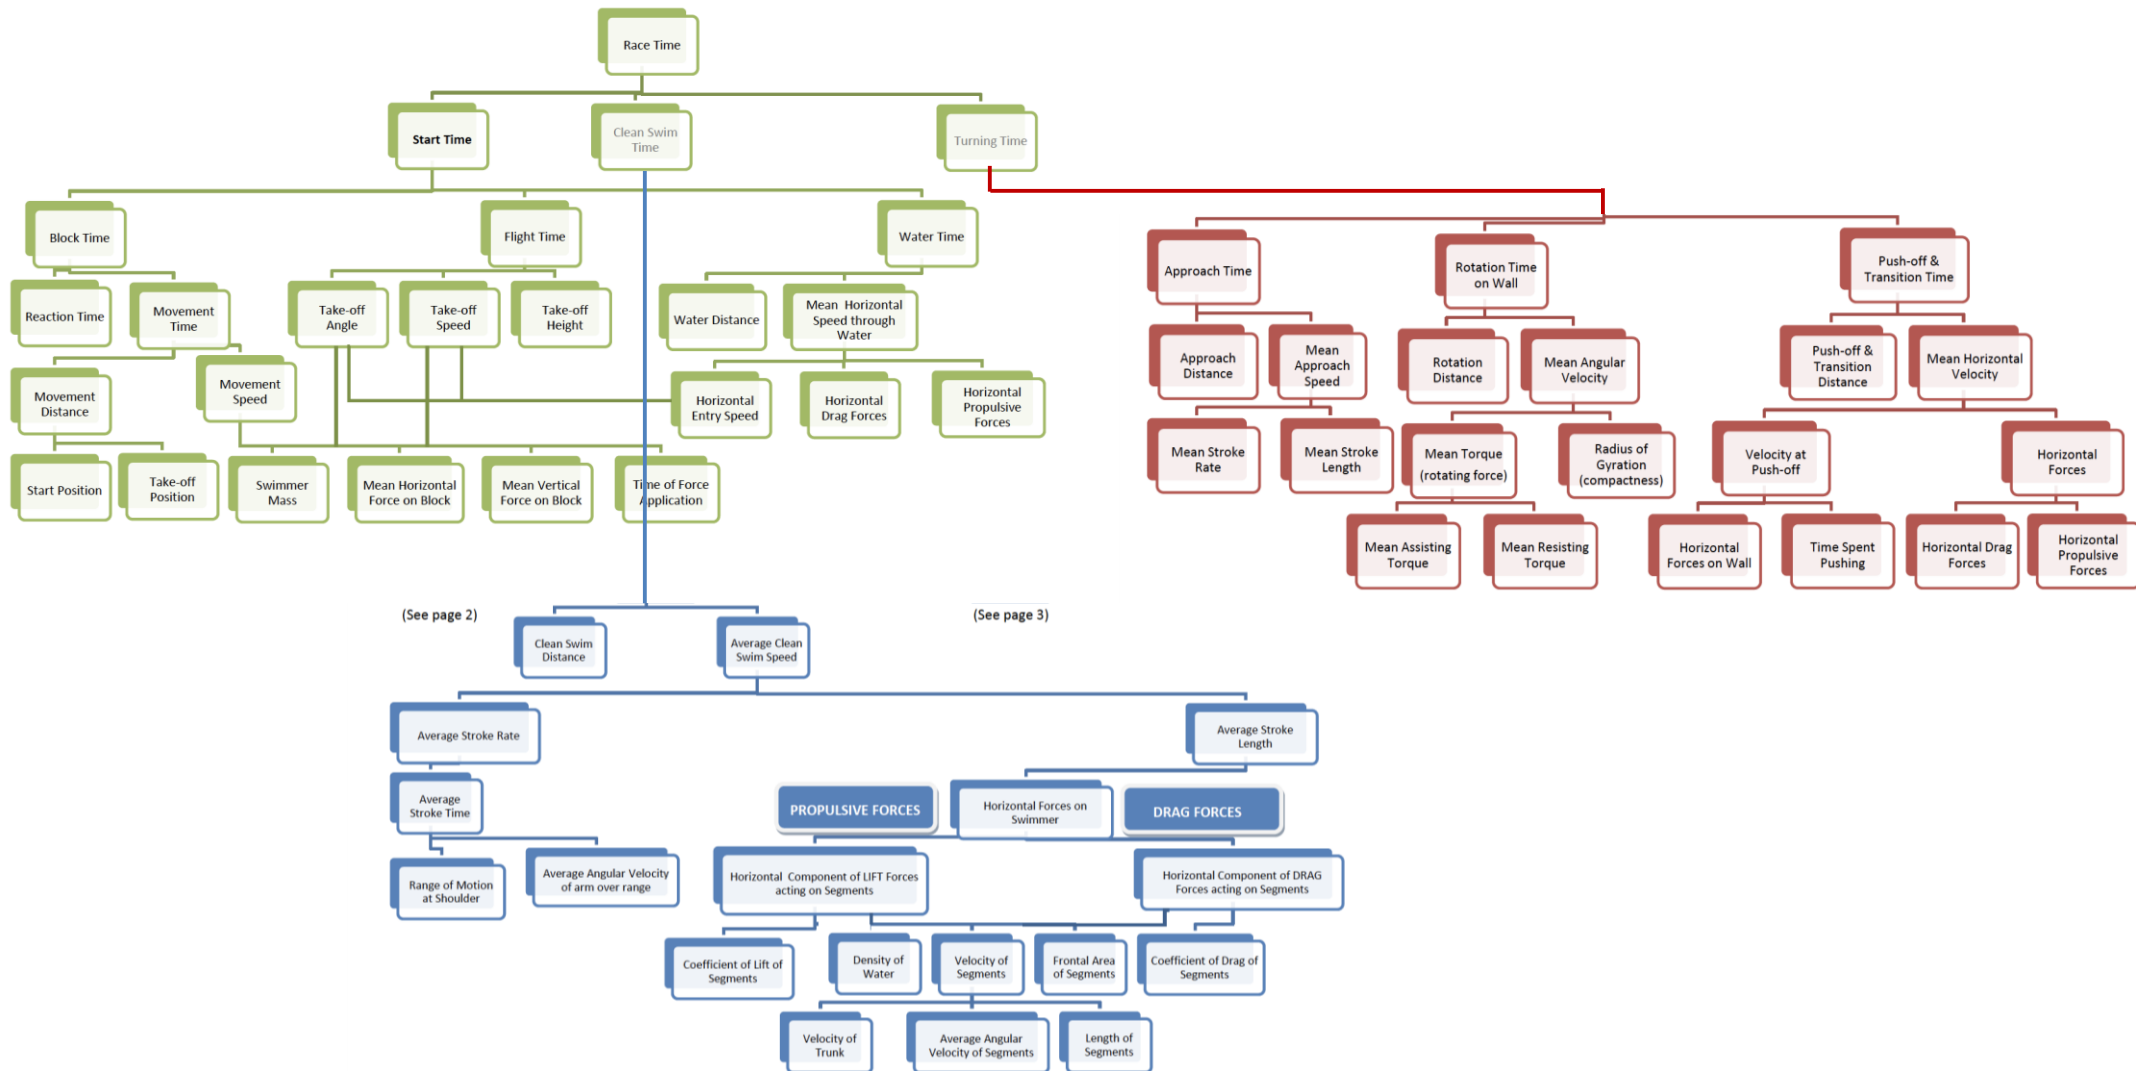 Race Time
Start Time
Clean Swim
Time
Turning Time
Block Time
Flight Time
Water Time
Reaction Time
Movement
Time
Take-off
Angle
Take-off
Speed
Take-off
Height
Water Distance
Mean Horizontal
Speed through
Water
Movement
Distance
Movement
Speed
Horizontal
Entry Speed
Horizontal
Drag Forces
Horizontal
Propulsive
Forces
Start Position
Take-off
Position
Swimmer
Mass
Mean Horizontal
Force on Block
Mean Vertical
Force on Block
Time of Force
Application
Approach Time
Rotation Time
on Wall
Push-off &
Transition Time
Approach
Distance
Mean
Approach
Speed
Rotation
Distance
Mean Angular
Velocity
Push-off &
Transition
Distance
Mean Horizontal
Velocity
Mean Stroke
Rate
Mean Stroke
Length
Mean Torque
(rotating force)
Radius of
Gyration
(compactness)
Velocity at
Push-off
Horizontal
Forces
Mean Assisting
Torque
Mean Resisting
Torque
Horizontal
Forces on Wall
Time Spent
Pushing
Horizontal Drag
Forces
Horizontal
Propulsive
Forces
(See page 2)
(See page 3)
Clean Swim
Distance
Average Clean
Swim Speed
Average Stroke Rate
Average Stroke
Length
Average
Stroke Time
PROPULSIVE FORCES
Horizontal Forces on
Swimmer
DRAG FORCES
Range of Motion
at Shoulder
Average Angular Velocity
of arm over range
Horizontal Component of LIFT Forces
acting on Segments
Horizontal Component of DRAG
Forces acting on Segments
Coefficient of Lift of
Segments
Density of
Water
Velocity of
Segments
Frontal Area
of Segments
Coefficient of Drag of
Segments
Velocity of
Trunk
Average Angular
Velocity of Segments
Length of
Segments